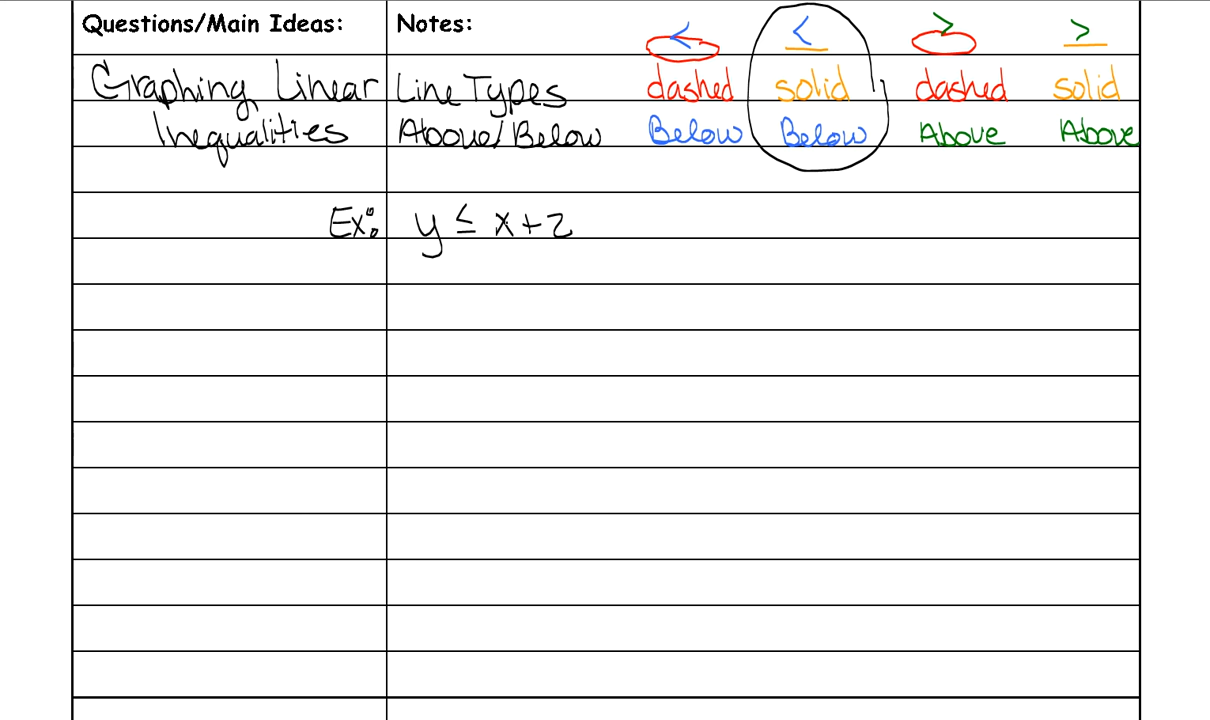 Questions/Main Ideas: Notes: < ≤ > ≥
Graphing Linear Line Types dashed solid dashed solid
Inequalities Above/Below Below Below Above Above
Ex: y ≤ x+2